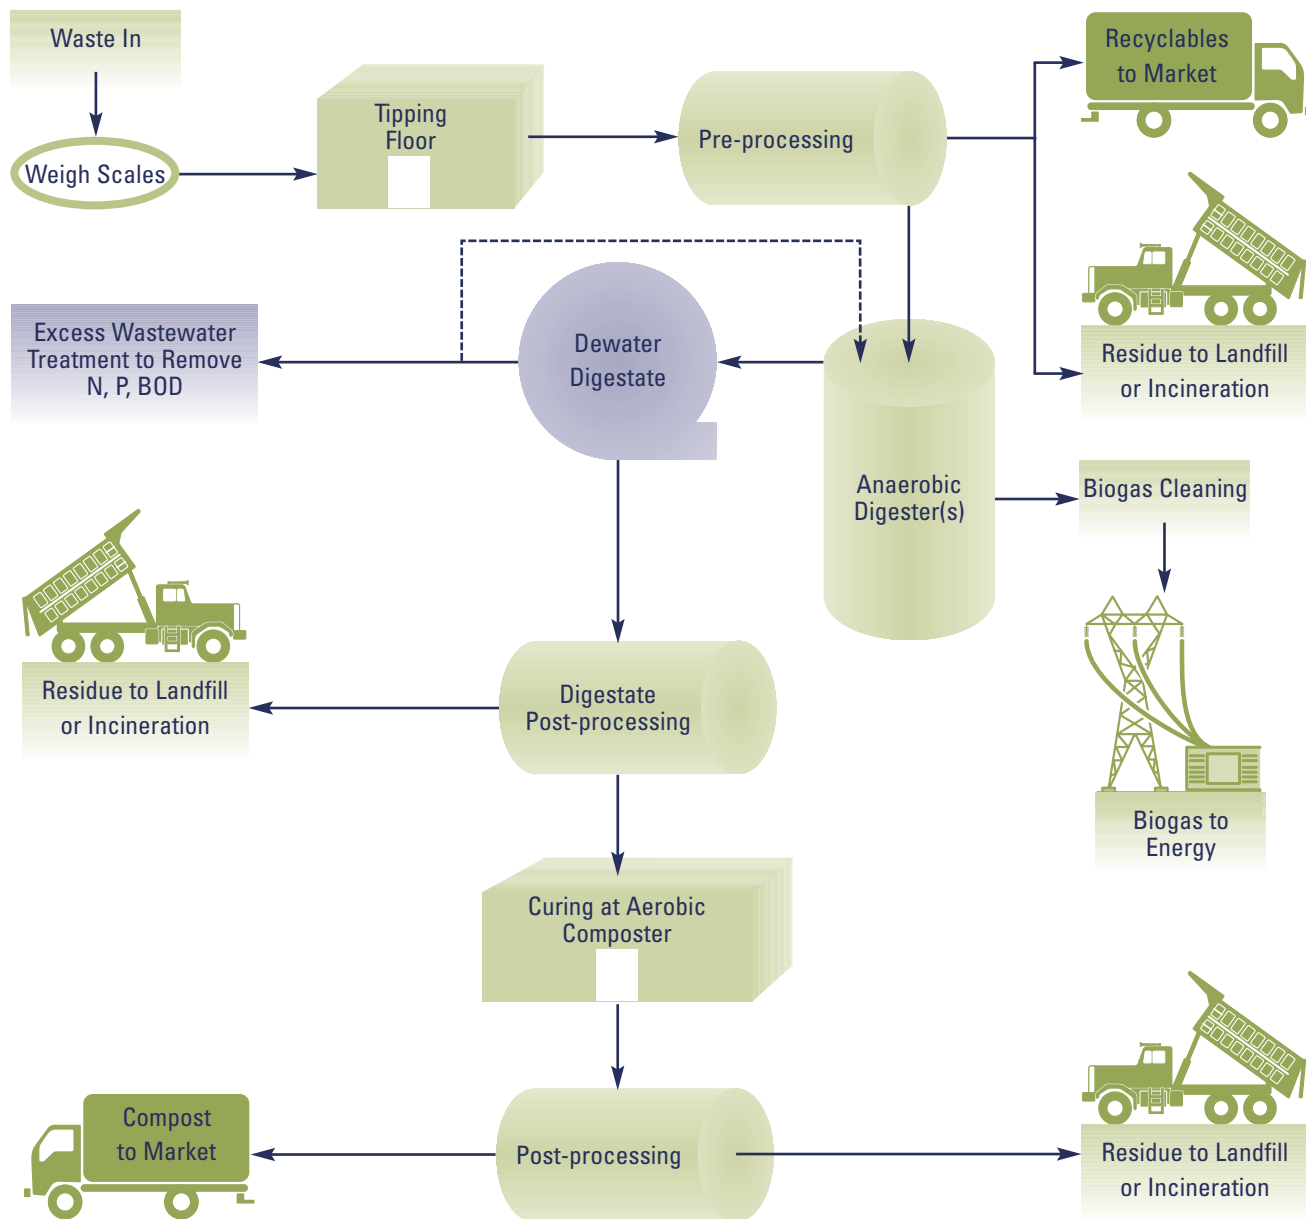 Waste In
Weigh Scales
Tipping
Floor
Pre-processing
Recyclables
to Market
Residue to Landfill
or Incineration
Excess Wastewater
Treatment to Remove
N, P, BOD
Dewater
Digestate
Anaerobic
Digester(s)
Biogas Cleaning
Biogas to
Energy
Residue to Landfill
or Incineration
Digestate
Post-processing
Curing at Aerobic
Composter
Compost
to Market
Post-processing
Residue to Landfill
or Incineration